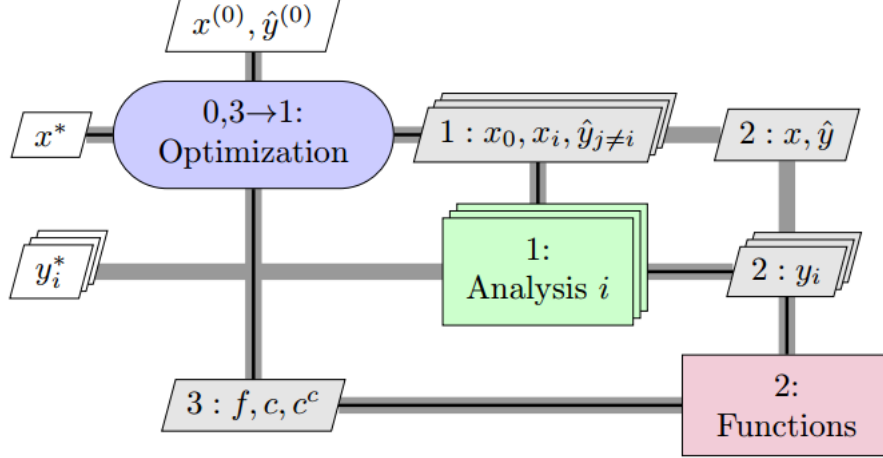 x^{(0)}, ŷ^{(0)}
0,3→1:
Optimization
x*
1 : x_0, x_i, ŷ_{j≠i}
2 : x, ŷ
y_i^*
1:
Analysis i
2 : y_i
3 : f, c, c^c
2:
Functions